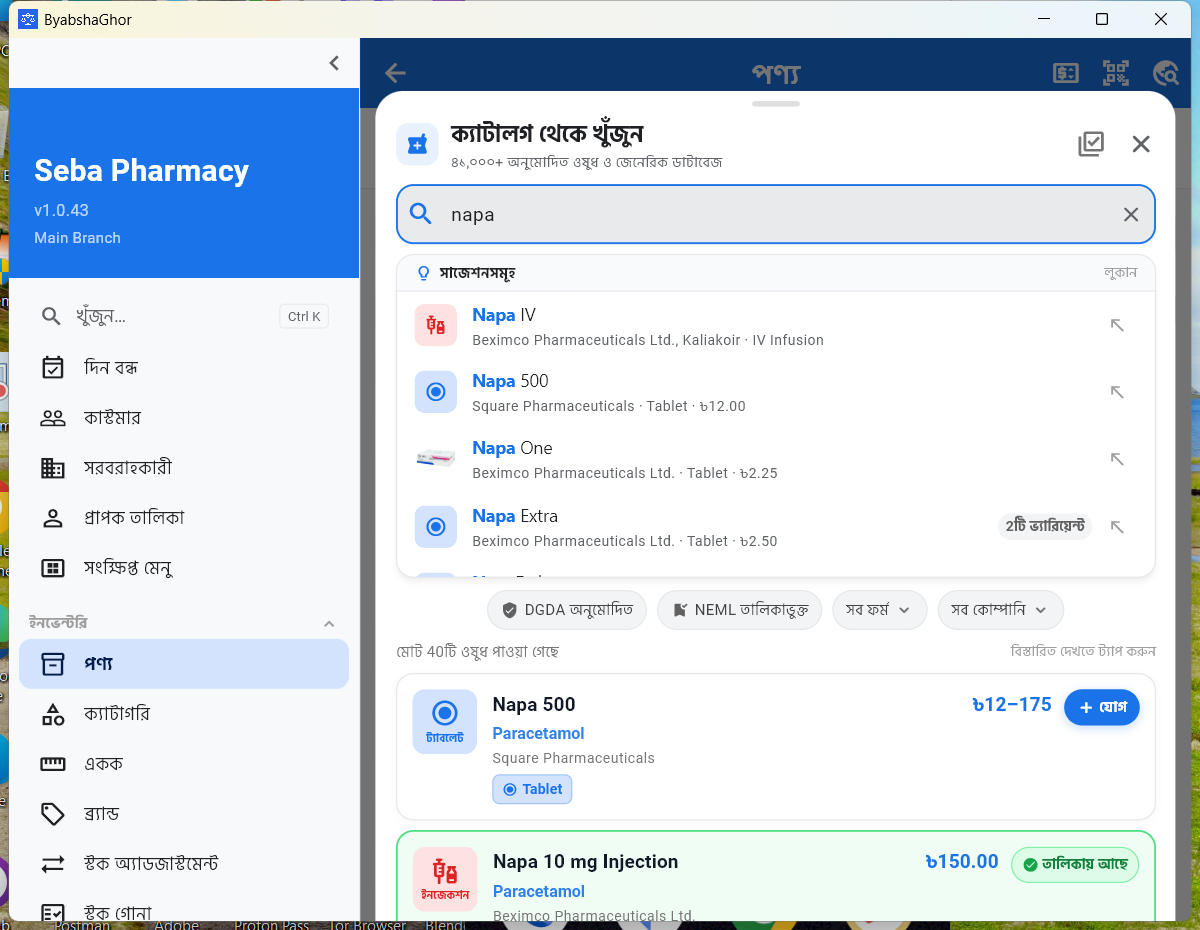 ByabshaGhor
Seba Pharmacy
v1.0.43
Main Branch
খুঁজুন...
Ctrl K
দিন বন্ধ
কাস্টমার
সরবরাহকারী
প্রাপক তালিকা
সংক্ষিপ্ত মেনু
ইনভেন্টরি
পণ্য
ক্যাটাগরি
একক
ব্র্যান্ড
স্টক অ্যাডজাস্টমেন্ট
স্টক গোনা
পণ্য
ক্যাটালগ থেকে খুঁজুন
৪১,০০০+ অনুমোদিত ওষুধ ও জেনেরিক ডাটাবেজ
napa
সাজেশনসমূহ
লুকান
Napa IV
Beximco Pharmaceuticals Ltd., Kaliakoir · IV Infusion
Napa 500
Square Pharmaceuticals · Tablet · ৳12.00
Napa One
Beximco Pharmaceuticals Ltd. · Tablet · ৳2.25
Napa Extra
Beximco Pharmaceuticals Ltd. · Tablet · ৳2.50
2টি ভ্যারিয়েন্ট
DGDA অনুমোদিত
NEML তালিকাভুক্ত
সব ফর্ম
সব কোম্পানি
মোট 40টি ওষুধ পাওয়া গেছে
বিস্তারিত দেখতে ট্যাপ করুন
ট্যাবলেট
Napa 500
Paracetamol
Square Pharmaceuticals
Tablet
৳12–175
+ যোগ
ইনজেকশন
Napa 10 mg Injection
Paracetamol
Beximco Pharmaceuticals Ltd.
৳150.00
তালিকায় আছে
Postman
Adobe
Proton Pass
Tor Browser